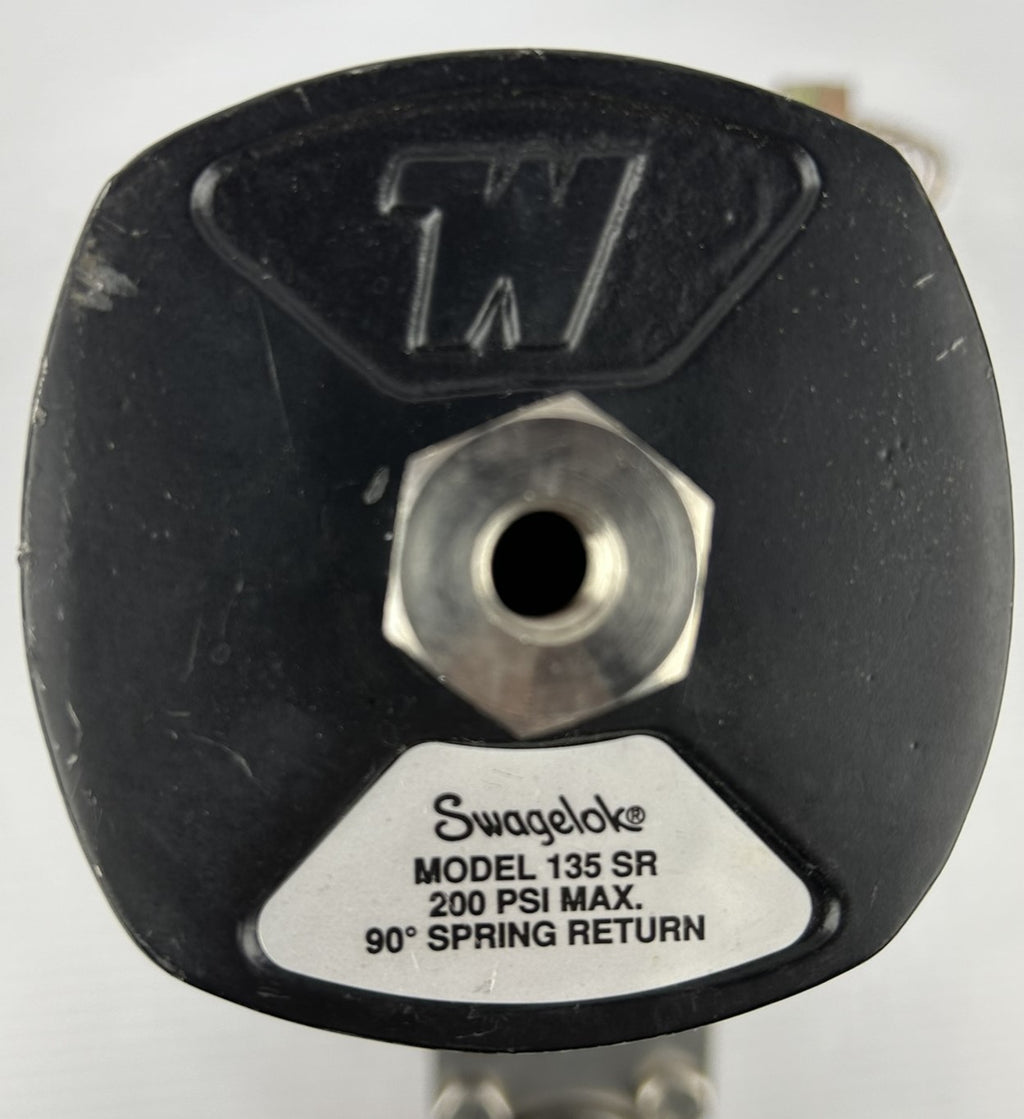 W
Swagelok®
MODEL 135 SR
200 PSI MAX.
90° SPRING RETURN